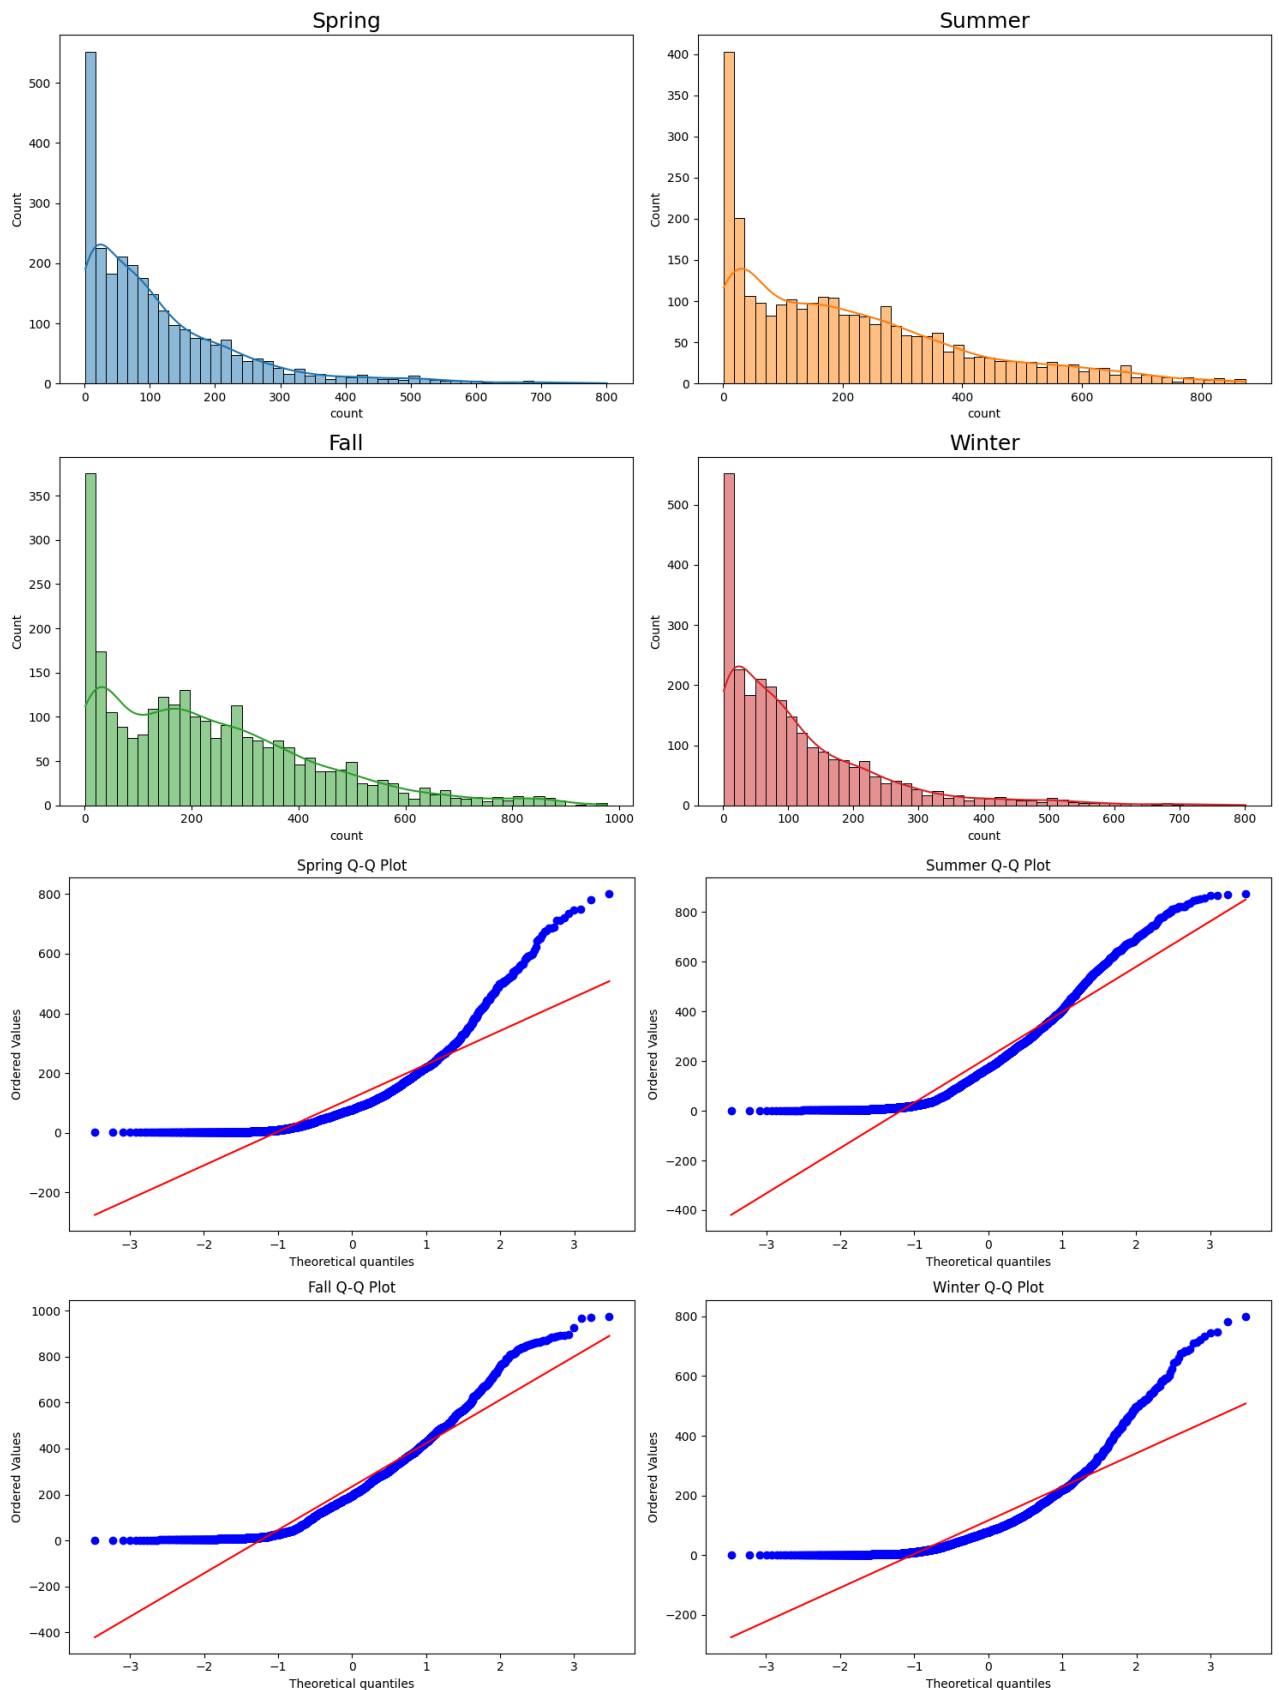 Spring
Count
500
400
300
200
100
0
0 100 200 300 400 500 600 700 800
count
Summer
Count
400
350
300
250
200
150
100
50
0
0 200 400 600 800
count
Fall
Count
350
300
250
200
150
100
50
0
0 200 400 600 800 1000
count
Winter
Count
500
400
300
200
100
0
0 100 200 300 400 500 600 700 800
count
Spring Q-Q Plot
Ordered Values
800
600
400
200
0
−200
−3 −2 −1 0 1 2 3
Theoretical quantiles
Summer Q-Q Plot
Ordered Values
800
600
400
200
0
−200
−400
−3 −2 −1 0 1 2 3
Theoretical quantiles
Fall Q-Q Plot
Ordered Values
1000
800
600
400
200
0
−200
−400
−3 −2 −1 0 1 2 3
Theoretical quantiles
Winter Q-Q Plot
Ordered Values
800
600
400
200
0
−200
−3 −2 −1 0 1 2 3
Theoretical quantiles